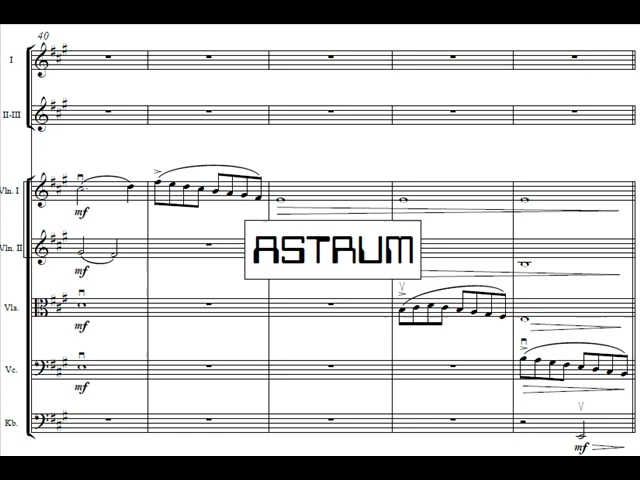 40
I
II-III
Vln. I
mf
Vln. II
mf
ASTRUM
Vla.
mf
Vc.
mf
Kb.
mf